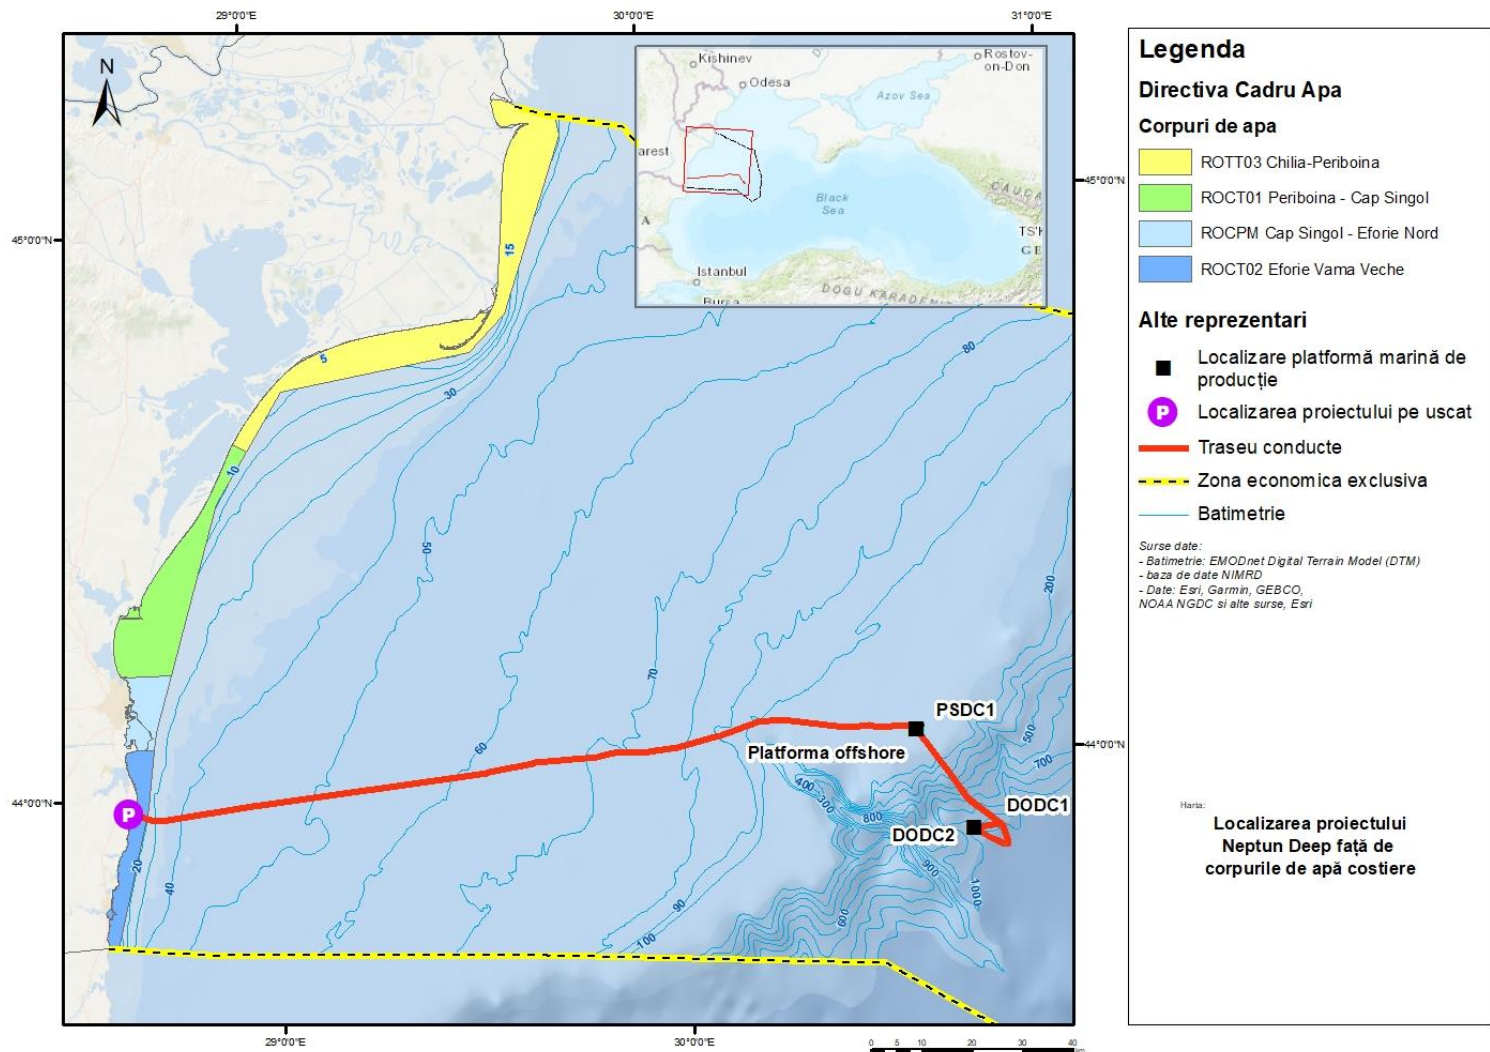 29°0'0"E
30°0'0"E
31°0'0"E
N
Kishinev
Odesa
Rostov-
on-Don
Azov Sea
arest
Black
Sea
CAUCA
A
TS'K
GE
Istanbul
Bursa
DOGU KARADENI
45°0'0"N
45°0'0"N
15
5
30
80
10
50
200
70
60
PSDC1
Platforma offshore
500
700
44°0'0"N
400
300
800
DODC1
DODC2
44°0'0"N
P
20
40
900
1000
600
90
100
29°0'0"E
30°0'0"E
0 5 10 20 30 40
Legenda
Directiva Cadru Apa
Corpuri de apa
ROTT03 Chilia-Periboina
ROCT01 Periboina - Cap Singol
ROCPM Cap Singol - Eforie Nord
ROCT02 Eforie Vama Veche
Alte reprezentari
Localizare platformă marină de
producție
P Localizarea proiectului pe uscat
Traseu conducte
Zona economica exclusiva
Batimetrie
Surse date:
- Batimetrie: EMODnet Digital Terrain Model (DTM)
- baza de date NIMRD
- Date: Esri, Garmin, GEBCO,
NOAA NGDC si alte surse, Esri
Harta:
Localizarea proiectului
Neptun Deep față de
corpurile de apă costiere